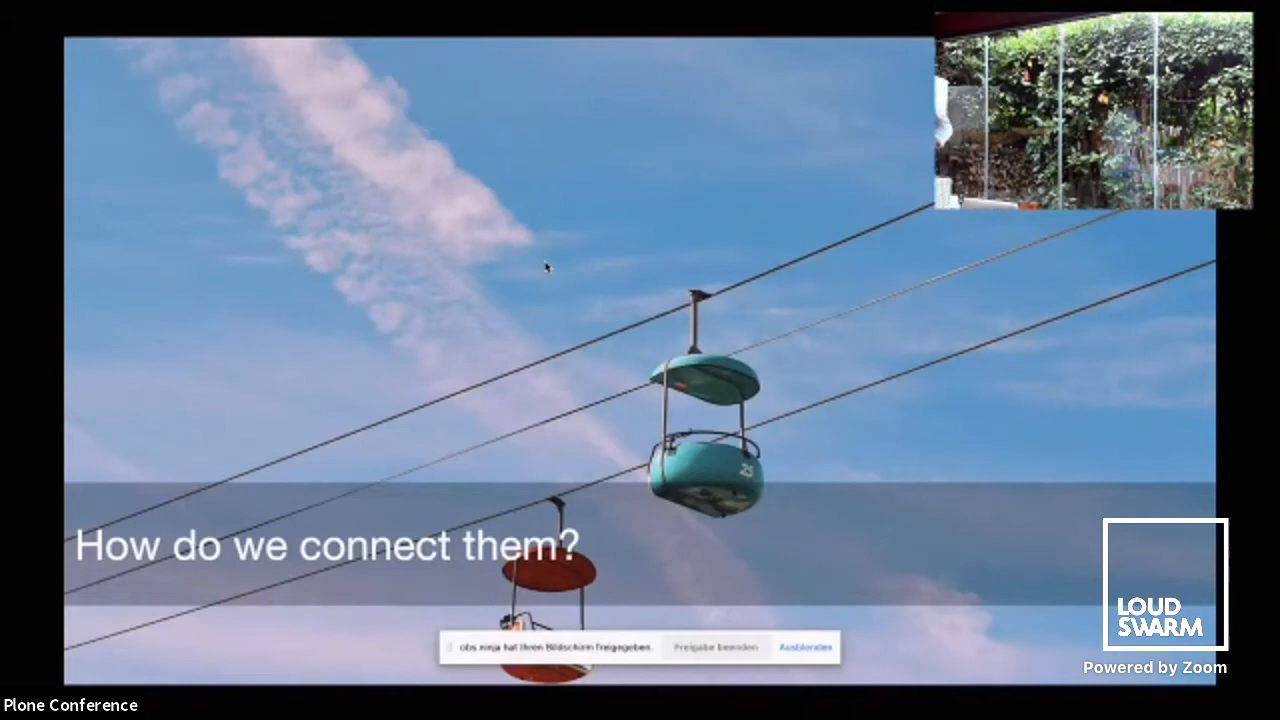 25
How do we connect them?
obs.ninja hat Ihren Bildschirm freigegeben.
Freigabe beenden
Ausblenden
LOUD
SWARM
Powered by Zoom
Plone Conference